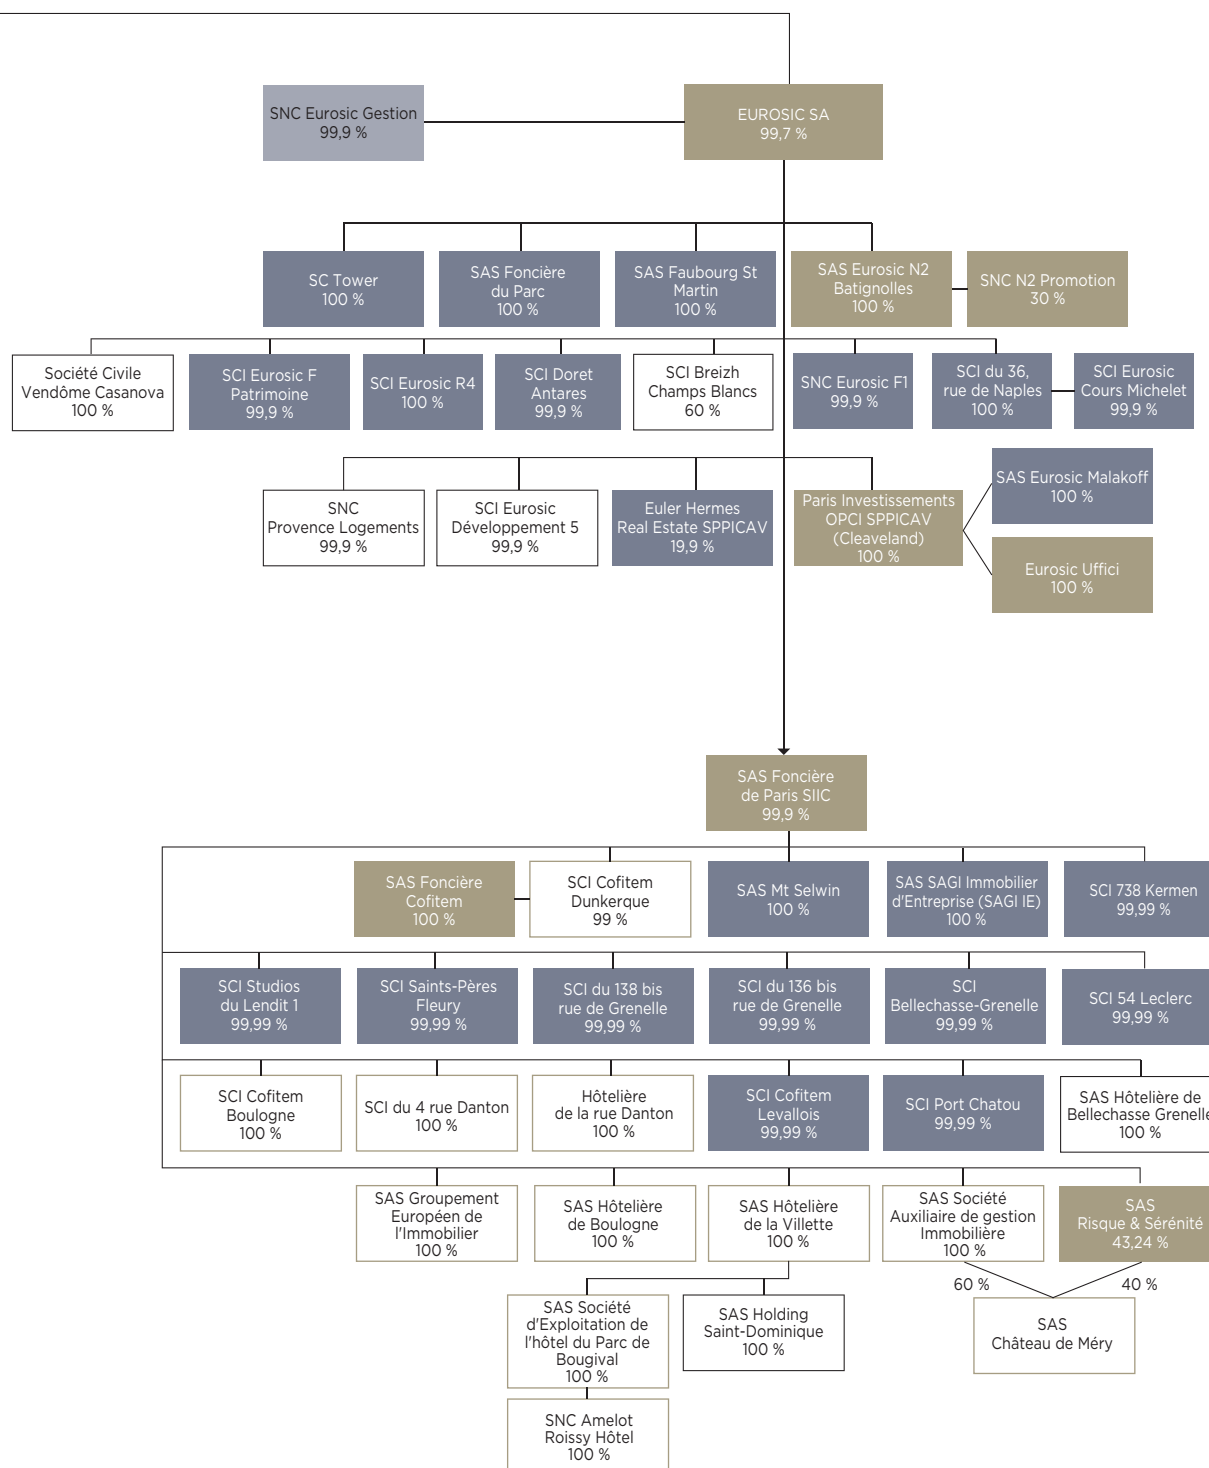 SNC Eurosic Gestion
99,9 %
EUROSIC SA
99,7 %
SC Tower
100 %
SAS Foncière
du Parc
100 %
SAS Faubourg St
Martin
100 %
SAS Eurosic N2
Batignolles
100 %
SNC N2 Promotion
30 %
Société Civile
Vendôme Casanova
100 %
SCI Eurosic F
Patrimoine
99,9 %
SCI Eurosic R4
100 %
SCI Doret
Antares
99,9 %
SCI Breizh
Champs Blancs
60 %
SNC Eurosic F1
99,9 %
SCI du 36,
rue de Naples
100 %
SCI Eurosic
Cours Michelet
99,9 %
SNC
Provence Logements
99,9 %
SCI Eurosic
Développement 5
99,9 %
Euler Hermes
Real Estate SPPICAV
19,9 %
Paris Investissements
OPCI SPPICAV
(Cleaveland)
100 %
SAS Eurosic Malakoff
100 %
Eurosic Uffici
100 %
SAS Foncière
de Paris SIIC
99,9 %
SAS Foncière
Cofitem
100 %
SCI Cofitem
Dunkerque
99 %
SAS Mt Selwin
100 %
SAS SAGI Immobilier
d'Entreprise (SAGI IE)
100 %
SCI 738 Kermen
99,99 %
SCI Studios
du Lendit 1
99,99 %
SCI Saints-Pères
Fleury
99,99 %
SCI du 138 bis
rue de Grenelle
99,99 %
SCI du 136 bis
rue de Grenelle
99,99 %
SCI
Bellechasse-Grenelle
99,99 %
SCI 54 Leclerc
99,99 %
SCI Cofitem
Boulogne
100 %
SCI du 4 rue Danton
100 %
Hôtelière
de la rue Danton
100 %
SCI Cofitem
Levallois
99,99 %
SCI Port Chatou
99,99 %
SAS Hôtelière de
Bellechasse Grenelle
100 %
SAS Groupement
Européen de
l'Immobilier
100 %
SAS Hôtelière
de Boulogne
100 %
SAS Hôtelière
de la Villette
100 %
SAS Société
Auxiliaire de gestion
Immobilière
100 %
SAS
Risque & Sérénité
43,24 %
60 %
40 %
SAS Société
d'Exploitation de
l'hôtel du Parc de
Bougival
100 %
SAS Holding
Saint-Dominique
100 %
SAS
Château de Méry
SNC Amelot
Roissy Hôtel
100 %